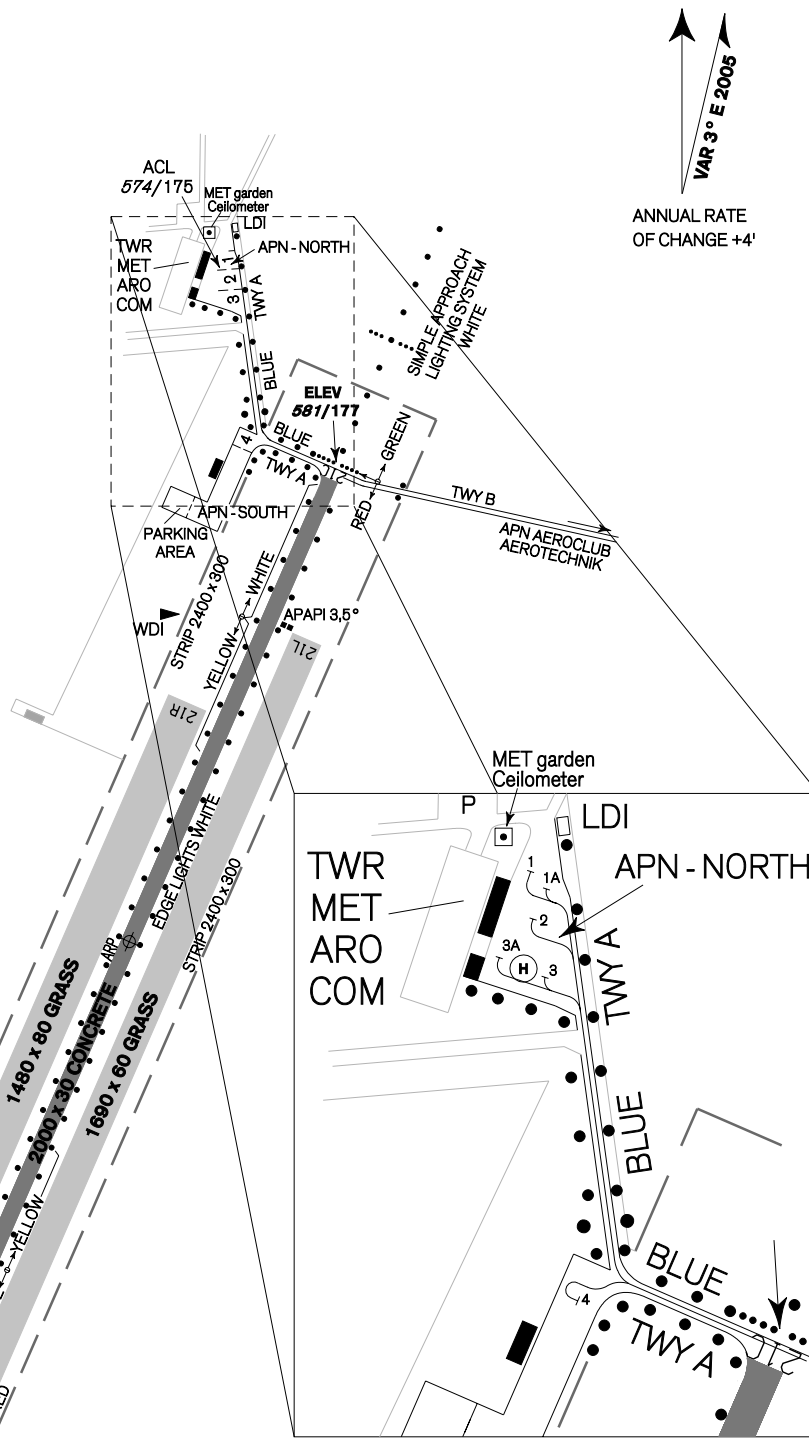 VAR 3° E 2005
ANNUAL RATE
OF CHANGE +4'
ACL
574/175
MET garden
Ceilometer
LDI
TWR
MET
ARO
COM
APN-NORTH
1
2
3
TWY A
BLUE
SIMPLE APPROACH
LIGHTING SYSTEM
WHITE
ELEV
581/177
4
BLUE
TWY A
21C
GREEN
RED
TWY B
APN AEROCLUB
AEROTECHNIK
APN-SOUTH
PARKING
AREA
WHITE
STRIP 2400 x 300
WDI
APAPI 3,5°
YELLOW
21L
21R
EDGE LIGHTS WHITE
STRIP 2400 x 300
ARP
1480 x 80 GRASS
2000 x 30 CONCRETE
1690 x 60 GRASS
YELLOW
MET garden
Ceilometer
P
LDI
TWR
MET
ARO
COM
APN - NORTH
1
1A
2
3A
H
3
TWY A
BLUE
BLUE
4
TWY A
21C